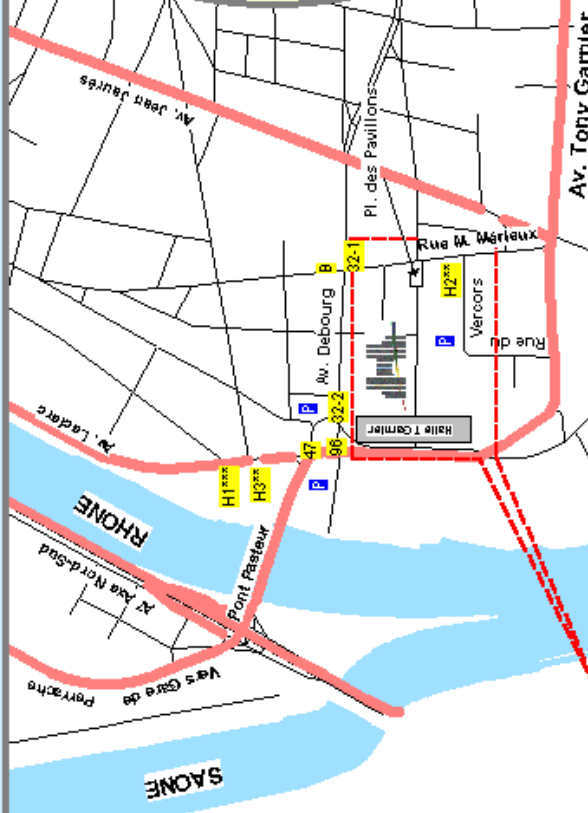 Av. Jean Jaurès
Pl. des Pavillons
Av. Tony Garnier
Rue M. Mérieux
B
32-1
Av. Debourg
H2**
Vercors
Rue du
P
P
32-2
Halle T Garnier
Av. Leclerc
47
96
H1***
H3**
P
RHONE
A/ Axe Nord-Sud
Pont Pasteur
Vers Gare de
Perrache
SAONE